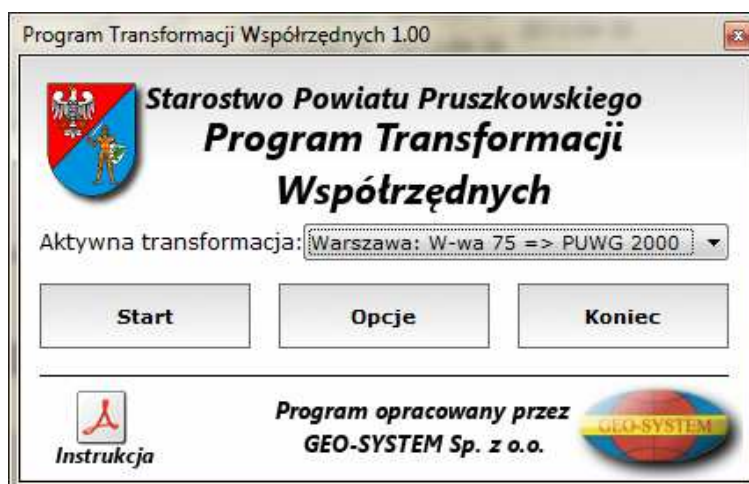 Program Transformacji Współrzędnych 1.00
Starostwo Powiatu Pruszkowskiego
Program Transformacji
Współrzędnych
Aktywna transformacja: Warszawa: W-wa 75 => PUWG 2000
Start Opcje Koniec
Program opracowany przez
GEO-SYSTEM Sp. z o.o.
Instrukcja
GEO-SYSTEM